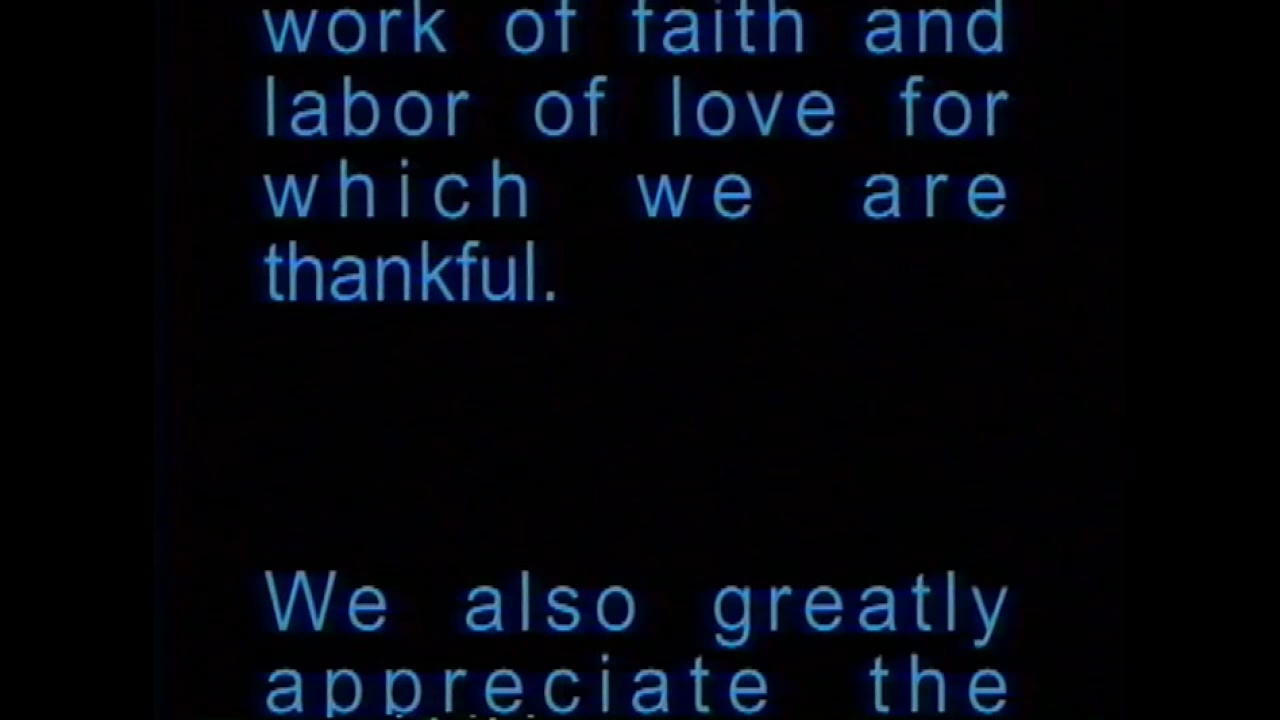 work of faith and
labor of love for
which we are
thankful.
We also greatly
appreciate the